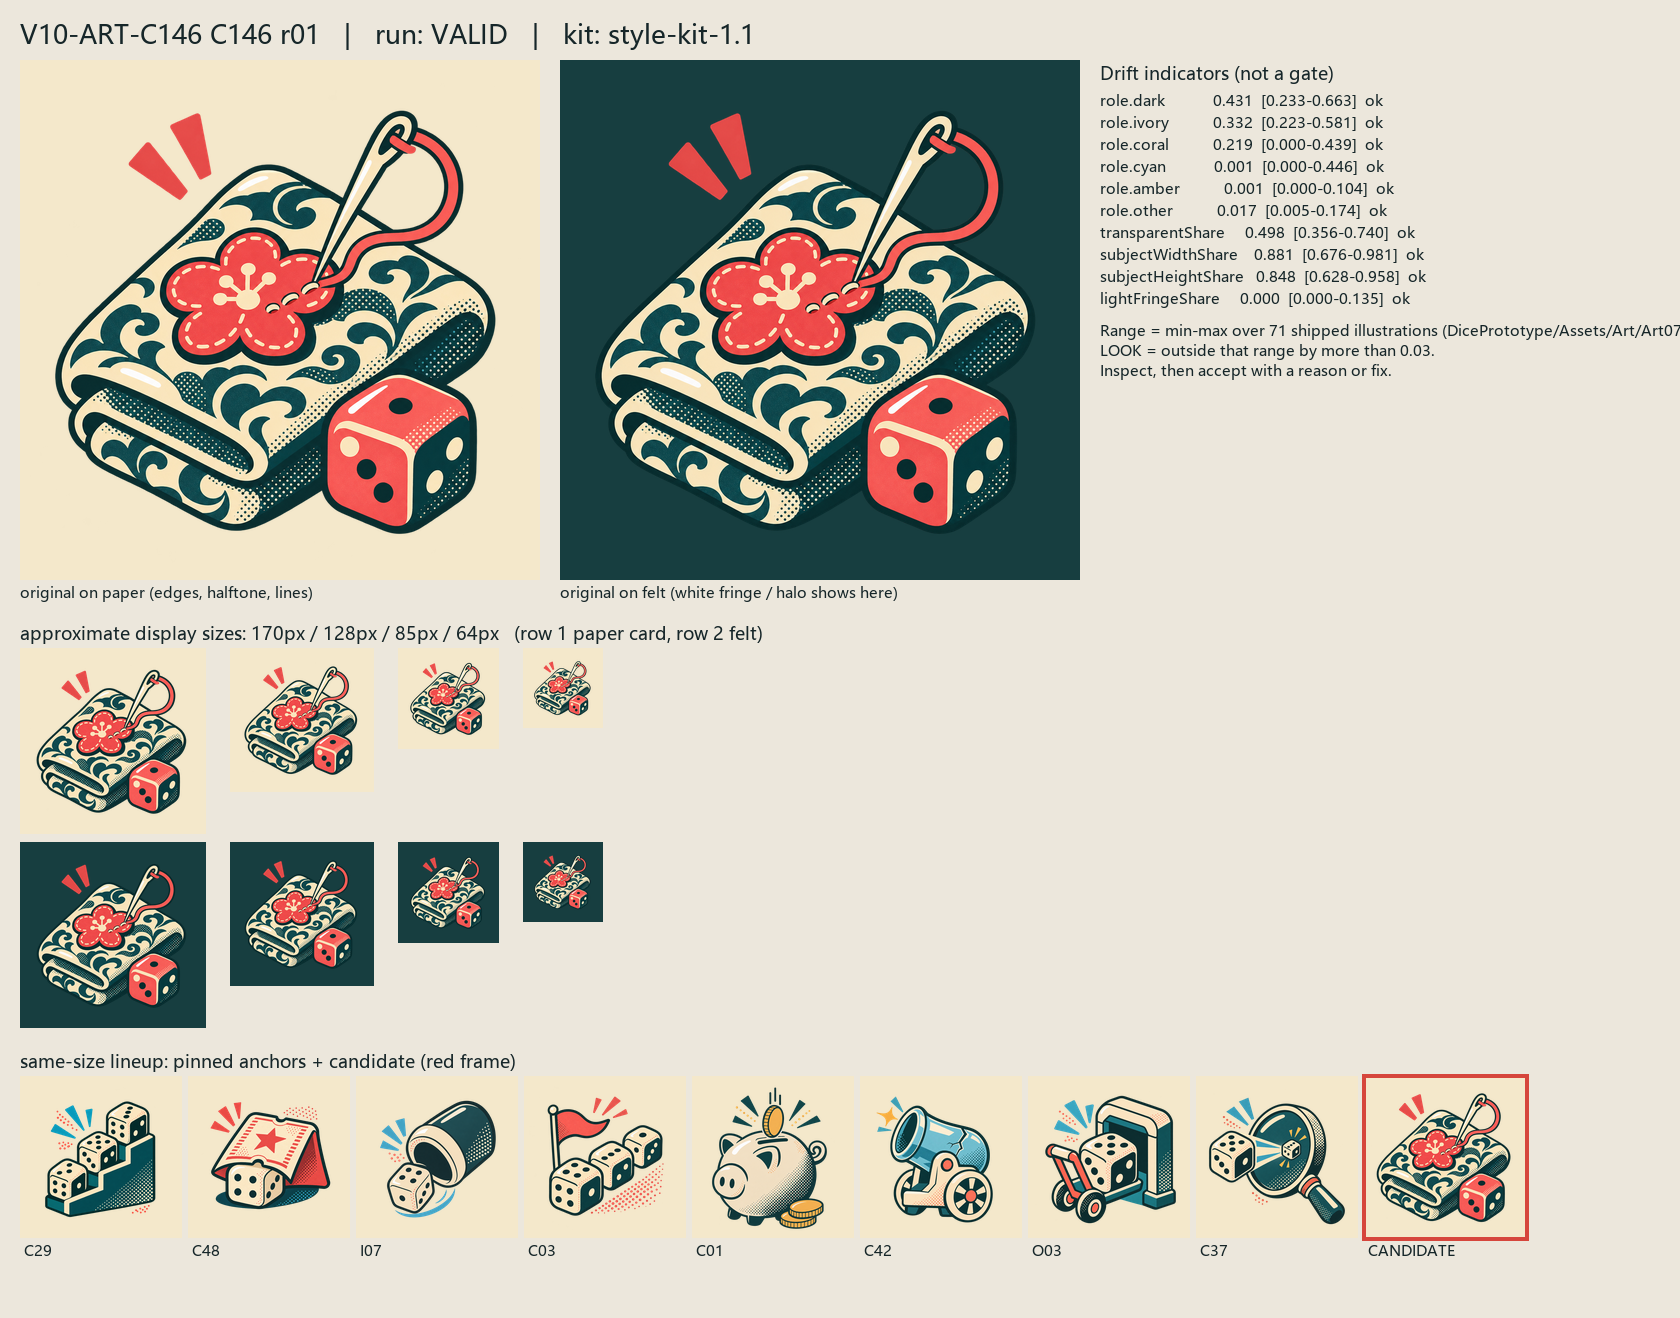 V10-ART-C146 C146 r01 | run: VALID | kit: style-kit-1.1
Drift indicators (not a gate)
role.dark 0.431 [0.233-0.663] ok
role.ivory 0.332 [0.223-0.581] ok
role.coral 0.219 [0.000-0.439] ok
role.cyan 0.001 [0.000-0.446] ok
role.amber 0.001 [0.000-0.104] ok
role.other 0.017 [0.005-0.174] ok
transparentShare 0.498 [0.356-0.740] ok
subjectWidthShare 0.881 [0.676-0.981] ok
subjectHeightShare 0.848 [0.628-0.958] ok
lightFringeShare 0.000 [0.000-0.135] ok
Range = min-max over 71 shipped illustrations (DicePrototype/Assets/Art/Art07
LOOK = outside that range by more than 0.03.
Inspect, then accept with a reason or fix.
original on paper (edges, halftone, lines)
original on felt (white fringe / halo shows here)
approximate display sizes: 170px / 128px / 85px / 64px (row 1 paper card, row 2 felt)
same-size lineup: pinned anchors + candidate (red frame)
C29 C48 I07 C03 C01 C42 O03 C37 CANDIDATE